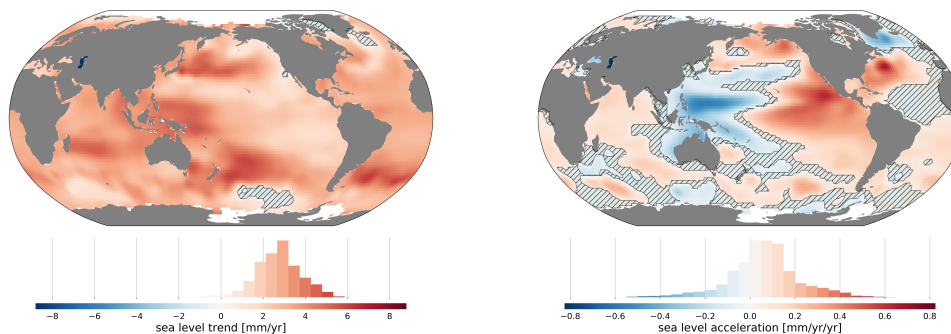 −8 −6 −4 −2 0 2 4 6 8
sea level trend [mm/yr]
−0.8 −0.6 −0.4 −0.2 0.0 0.2 0.4 0.6 0.8
sea level acceleration [mm/yr/yr]